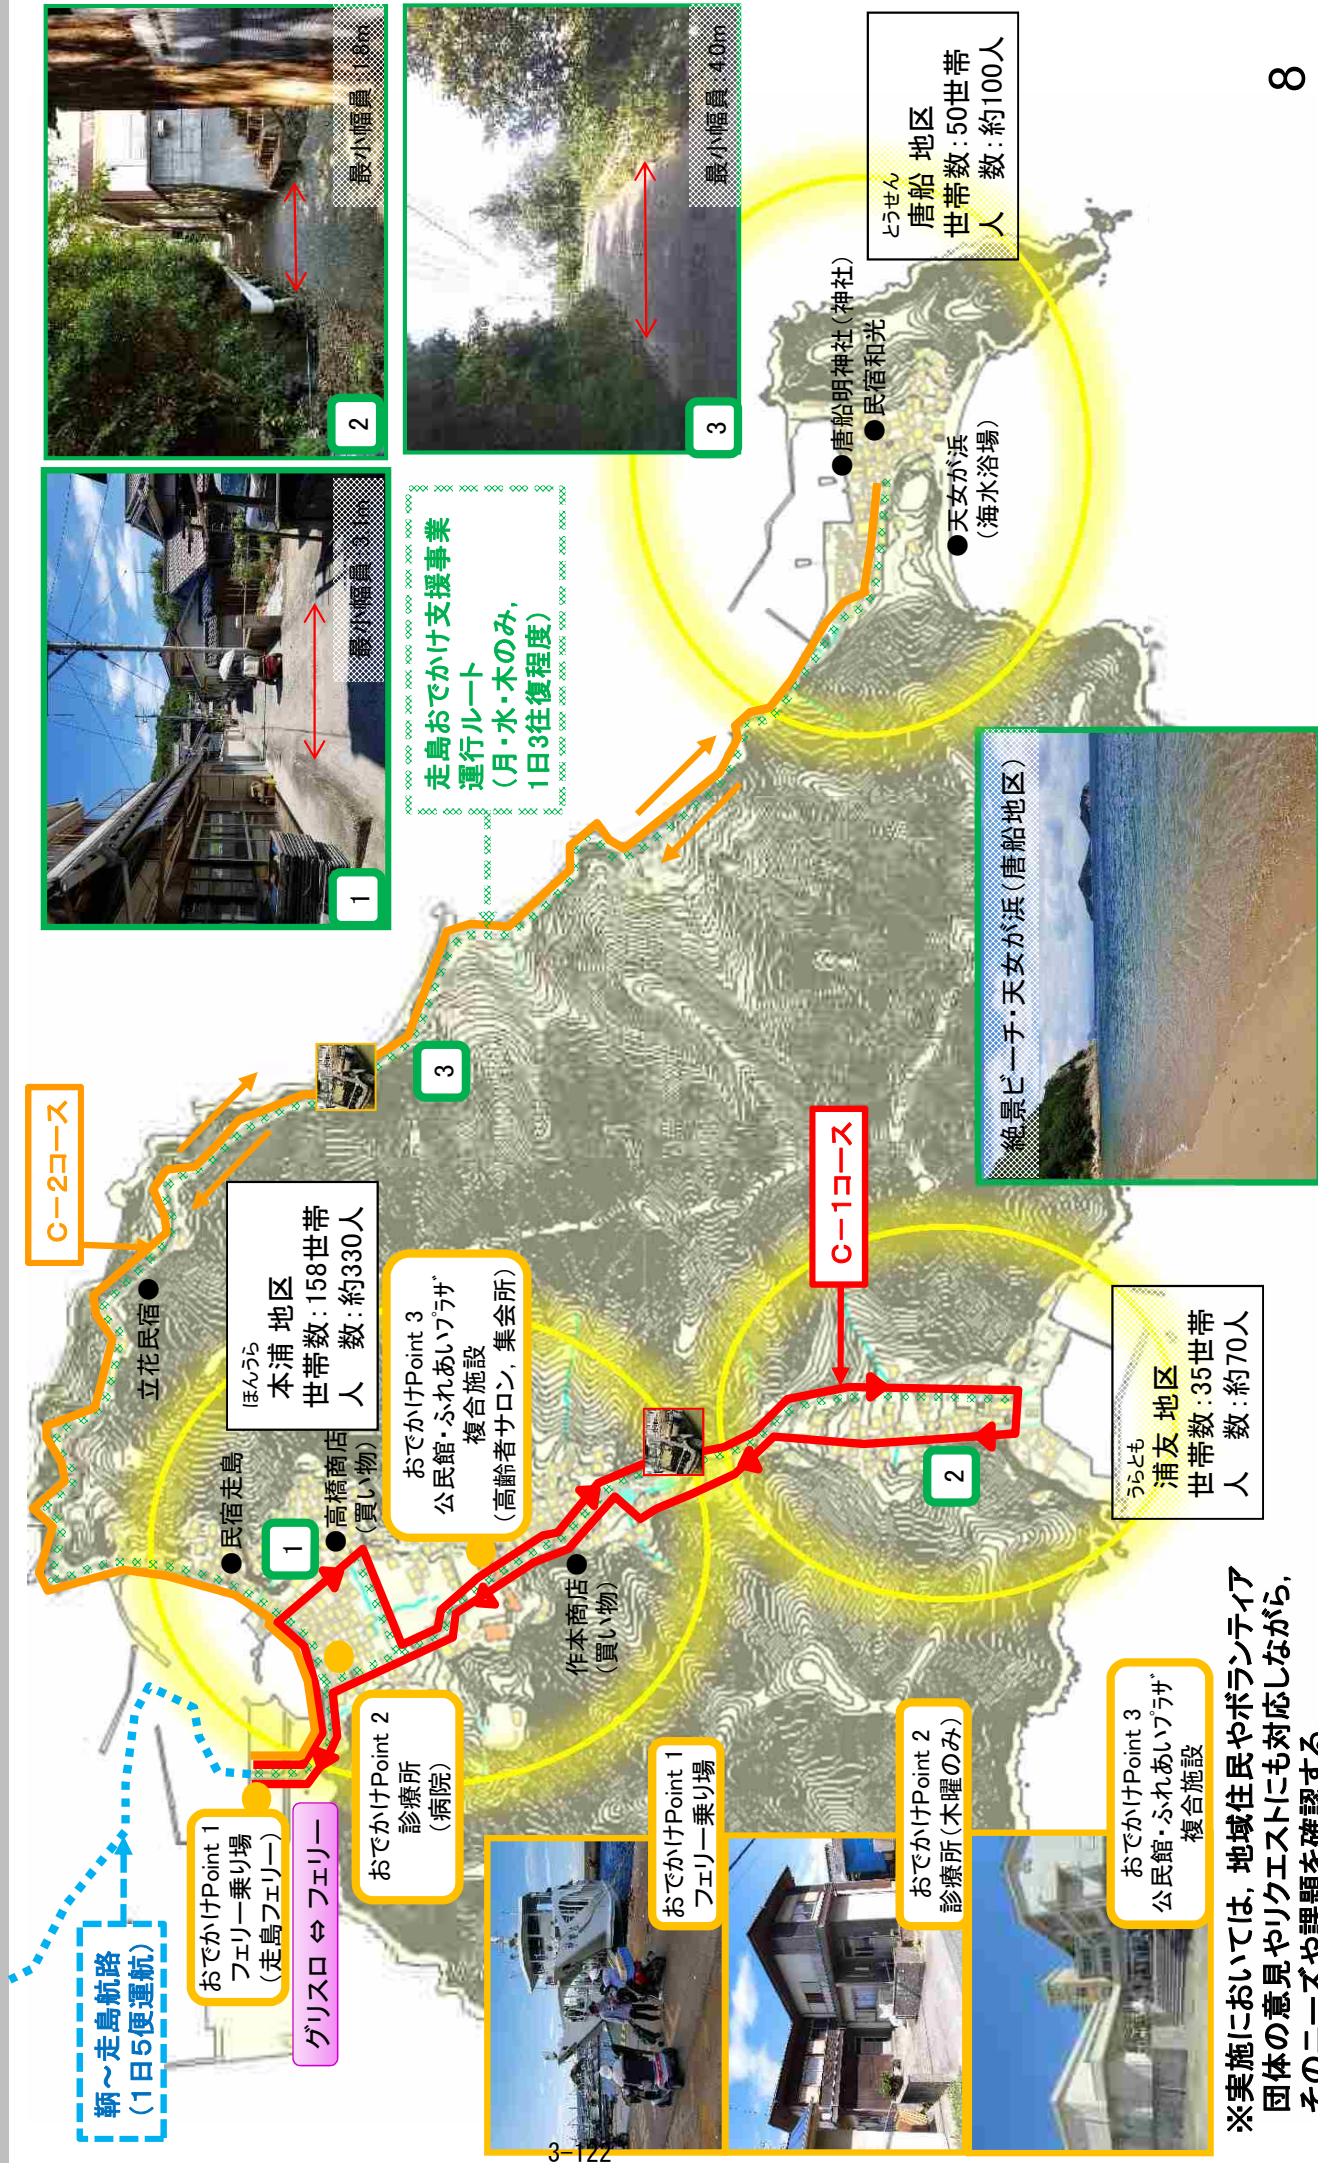 鞆～走島航路
（1日5便運航）
おでかけPoint 1
フェリー乗り場
（走島フェリー）
グリスロ ⇔ フェリー
おでかけPoint 2
診療所
（病院）
C－2コース
立花民宿
民宿走島
1
高橋商店
（買い物）
ほんうら
本浦 地区
世帯数：158世帯
人　数：約330人
おでかけPoint 3
公民館・ふれあいプラザ
複合施設
（高齢者サロン，集会所）
作本商店
（買い物）
3
走島おでかけ支援事業
運行ルート
（月・水・木のみ，
1日3往復程度）
1
最小幅員：3.1m
2
最小幅員：1.8m
3
最小幅員：4.0m
とうせん
唐船 地区
世帯数：50世帯
人　数：約100人
唐船明神社（神社）
民宿和光
天女が浜
（海水浴場）
C－1コース
2
うらとも
浦友 地区
世帯数：35世帯
人　数：約70人
絶景ビーチ・天女が浜（唐船地区）
おでかけPoint 1
フェリー乗り場
おでかけPoint 2
診療所（木曜のみ）
おでかけPoint 3
公民館・ふれあいプラザ
複合施設
※実施においては，地域住民やボランティア
団体の意見やリクエストにも対応しながら，
そのニーズや課題を確認する
8
3-122